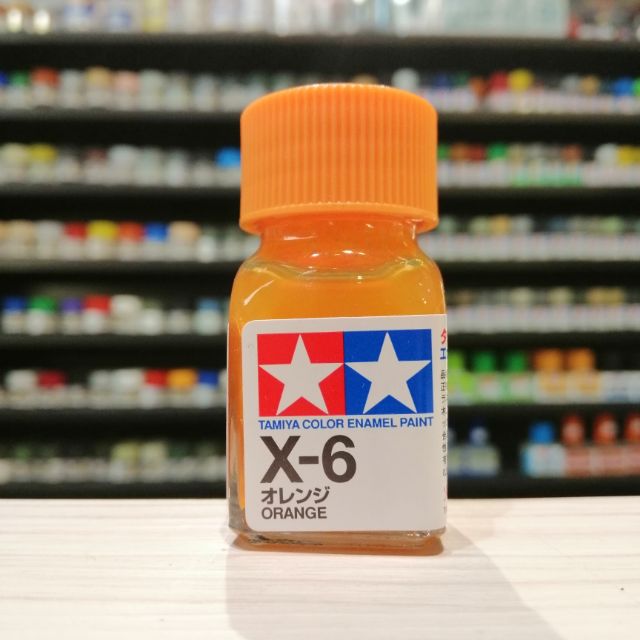 TAMIYA COLOR ENAMEL PAINT
X-6
オレンジ
ORANGE